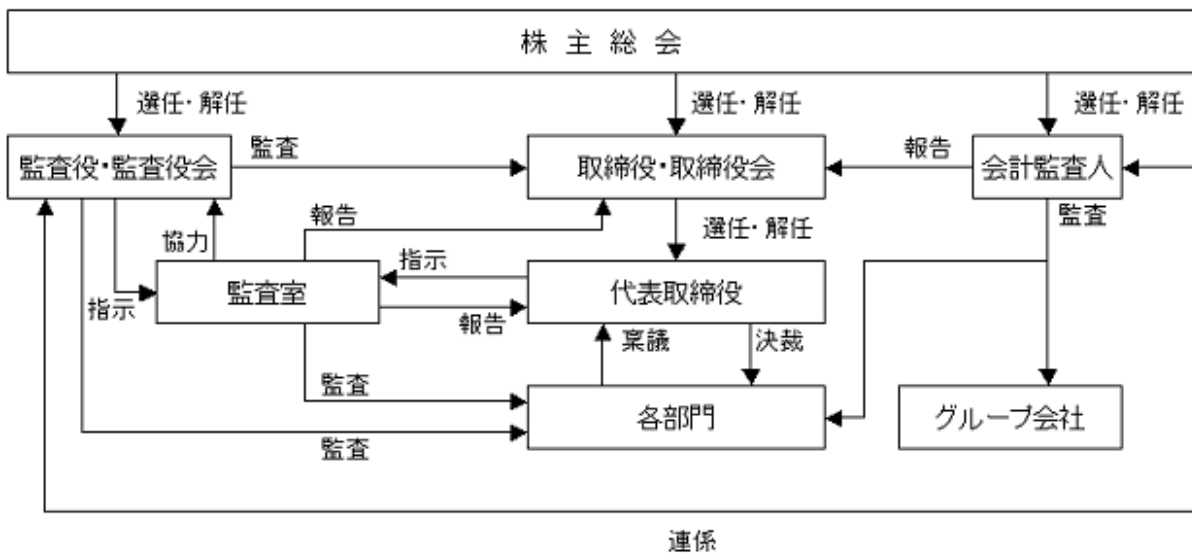 株主総会
選任・解任
選任・解任
選任・解任
監査役・監査役会
監査
取締役・取締役会
報告
会計監査人
監査
協力
報告
選任・解任
指示
監査室
指示
代表取締役
報告
稟議
決裁
監査
各部門
グループ会社
監査
連係